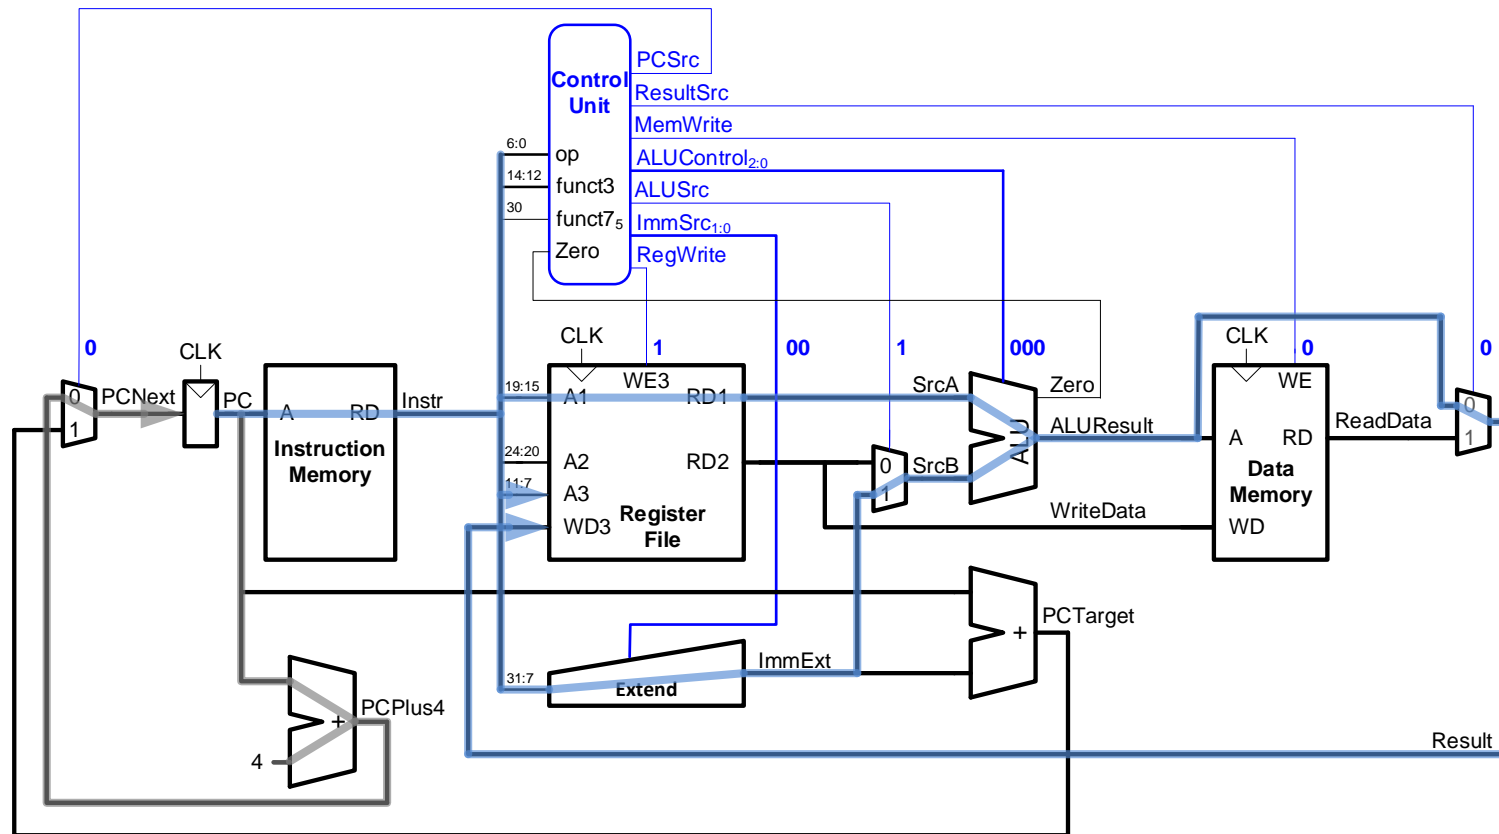 PCSrc
Control
Unit
ResultSrc
MemWrite
6:0
op
ALUControl2:0
14:12
funct3
ALUSrc
30
funct75
ImmSrc1:0
Zero
RegWrite
0
CLK
CLK
1
00
1
000
CLK
0
0
0
1
PCNext
PC
A
RD
Instr
Instruction
Memory
19:15
A1
WE3
RD1
SrcA
Zero
WE
0
1
24:20
A2
RD2
0
1
SrcB
ALU
ALUResult
A
RD
ReadData
11:7
A3
WD3
Register
File
WriteData
Data
Memory
WD
+
PCTarget
31:7
Extend
ImmExt
4
+
PCPlus4
Result